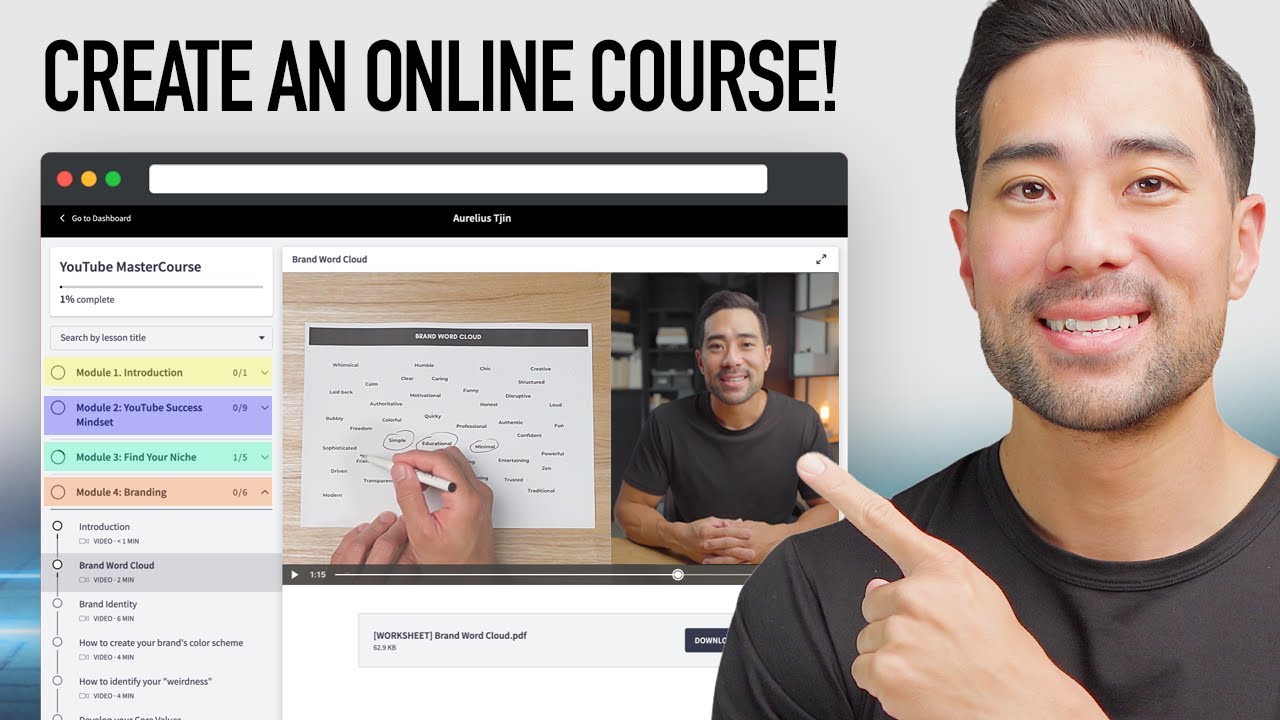 CREATE AN ONLINE COURSE!
Go to Dashboard
Aurelius Tjin
YouTube MasterCourse
1% complete
Search by lesson title
Module 1. Introduction 0/1
Module 2: YouTube Success 0/9
Mindset
Module 3: Find Your Niche 1/5
Module 4: Branding 0/6
Introduction
VIDEO · < 1 MIN
Brand Word Cloud
VIDEO · 2 MIN
Brand Identity
VIDEO · 6 MIN
How to create your brand's color scheme
VIDEO · 4 MIN
How to identify your "weirdness"
VIDEO · 4 MIN
Develop your Core Values
Brand Word Cloud
BRAND WORD CLOUD
Whimsical
Humble
Chic
Creative
Calm
Clear
Caring
Structured
Laid back
Motivational
Funny
Disruptive
Authoritative
Honest
Loud
Bubbly
Colorful
Quirky
Authentic
Freedom
Professional
Fun
Simple
Educational
Minimal
Confident
Sophisticated
Powerful
Entertaining
Driven
Zen
Trusted
Modern
Traditional
1:15
[WORKSHEET] Brand Word Cloud.pdf
62.9 KB